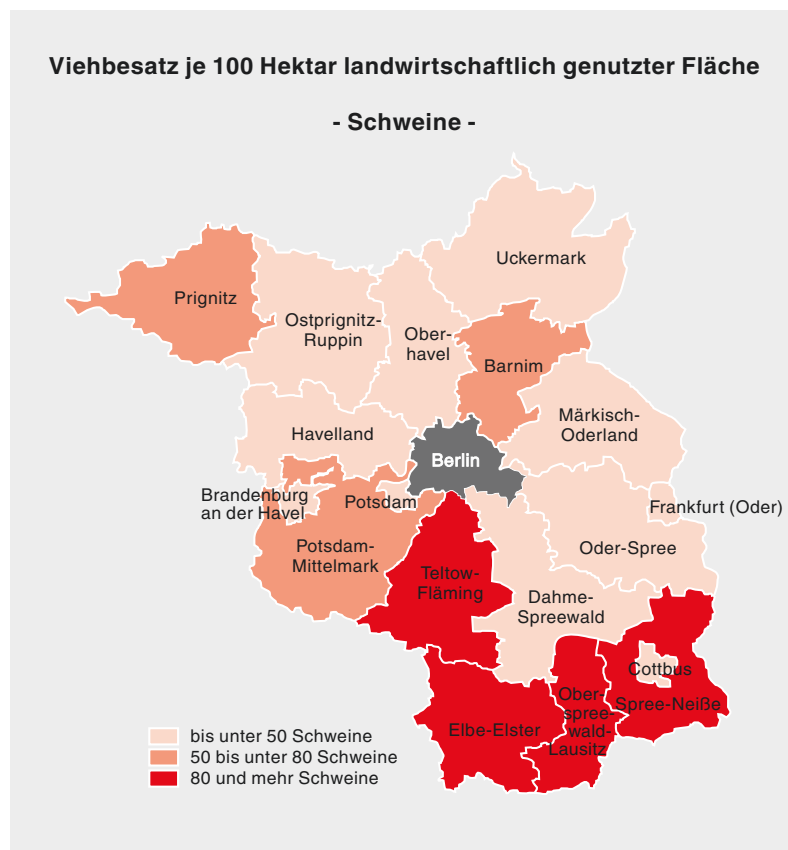 Viehbesatz je 100 Hektar landwirtschaftlich genutzter Fläche
- Schweine -
Uckermark
Prignitz
Ostprignitz-
Ruppin
Ober-
havel
Barnim
Märkisch-
Oderland
Havelland
Berlin
Brandenburg
an der Havel
Potsdam
Frankfurt (Oder)
Potsdam-
Mittelmark
Oder-Spree
Teltow-
Fläming
Dahme-
Spreewald
Cottbus
Spree-Neiße
Ober-
spree-
wald-
Lausitz
Elbe-Elster
bis unter 50 Schweine
50 bis unter 80 Schweine
80 und mehr Schweine